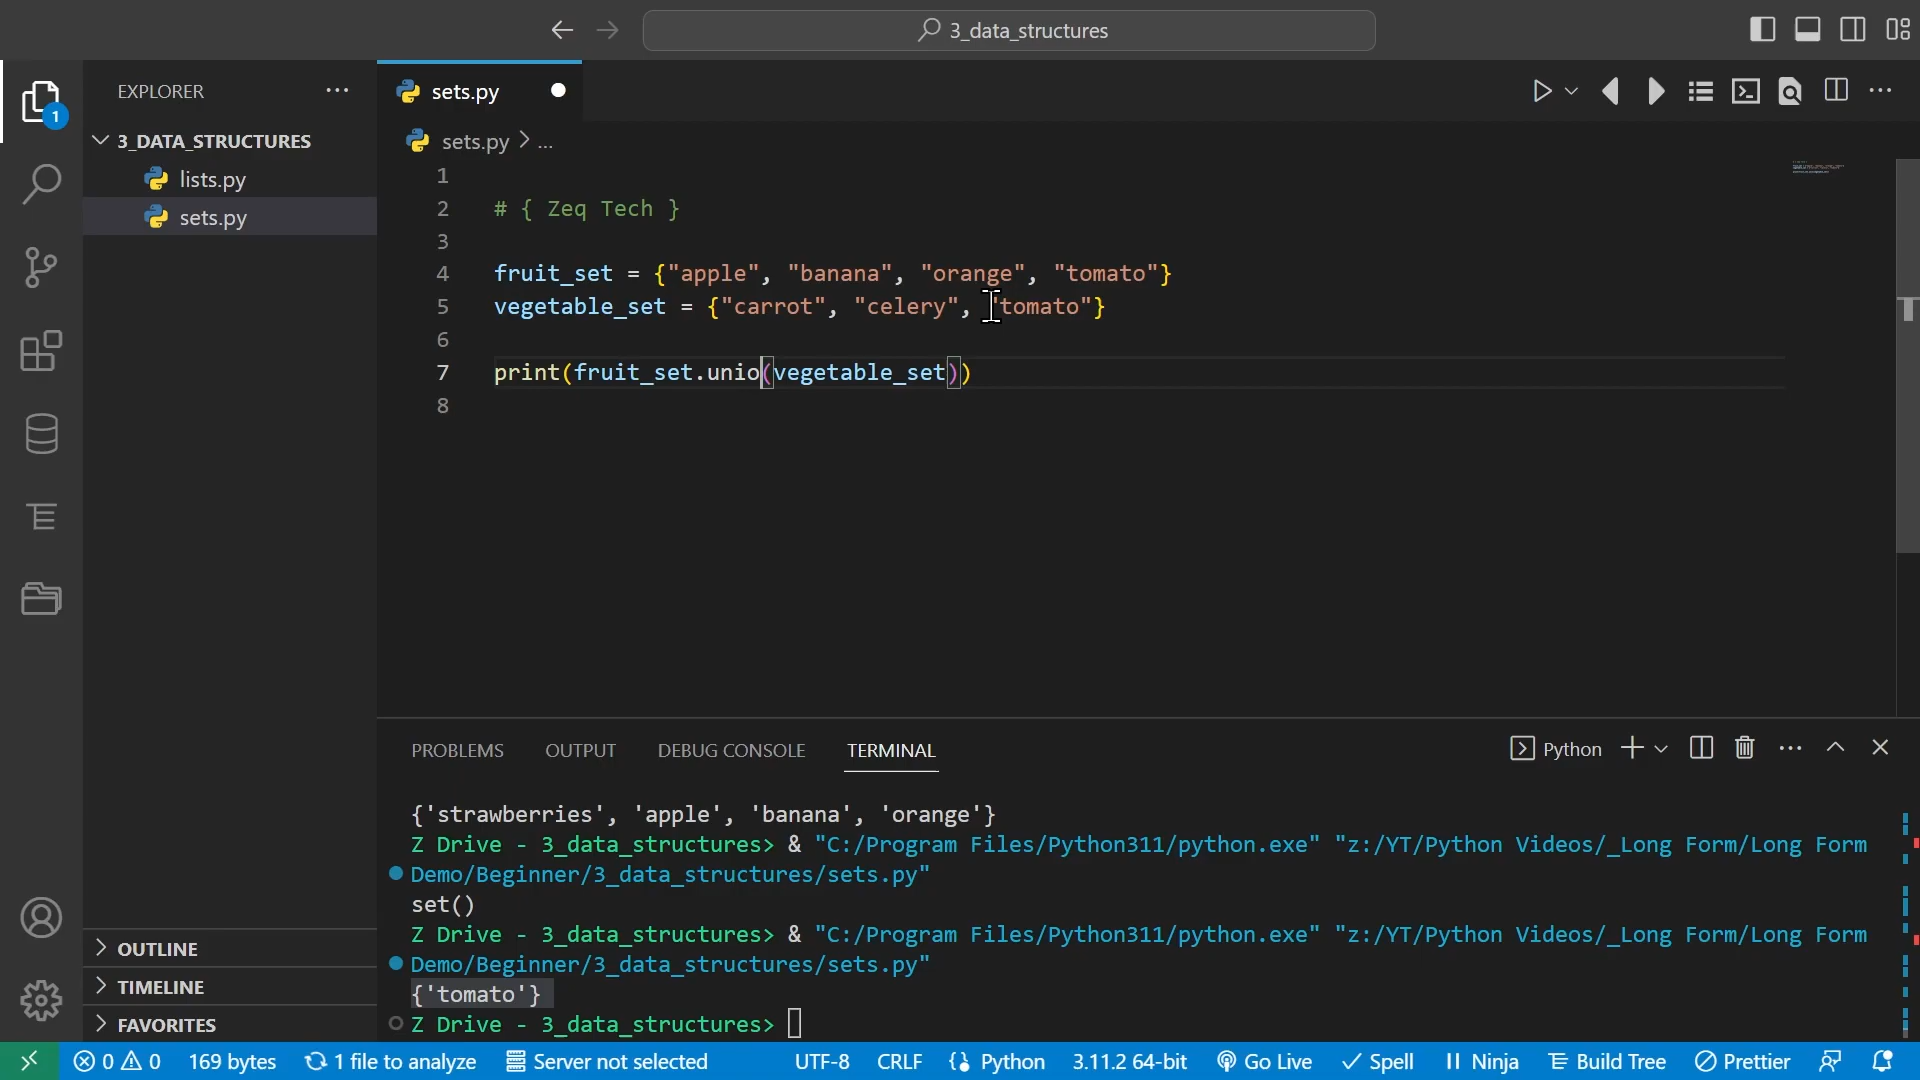 3_data_structures
EXPLORER
3_DATA_STRUCTURES
lists.py
sets.py
OUTLINE
TIMELINE
FAVORITES
1
sets.py
sets.py > ...
1
2 # { Zeq Tech }
3
4 fruit_set = {"apple", "banana", "orange", "tomato"}
5 vegetable_set = {"carrot", "celery", "tomato"}
6
7 print(fruit_set.unio(vegetable_set))
8
PROBLEMS OUTPUT DEBUG CONSOLE TERMINAL
Python
{'strawberries', 'apple', 'banana', 'orange'}
Z Drive - 3_data_structures> & "C:/Program Files/Python311/python.exe" "z:/YT/Python Videos/_Long Form/Long Form
Demo/Beginner/3_data_structures/sets.py"
set()
Z Drive - 3_data_structures> & "C:/Program Files/Python311/python.exe" "z:/YT/Python Videos/_Long Form/Long Form
Demo/Beginner/3_data_structures/sets.py"
{'tomato'}
Z Drive - 3_data_structures>
0 0 169 bytes 1 file to analyze Server not selected UTF-8 CRLF Python 3.11.2 64-bit Go Live Spell Ninja Build Tree Prettier